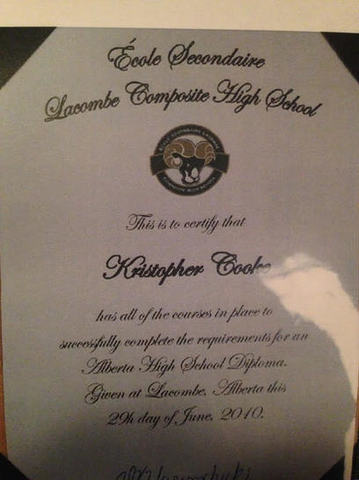 École Secondaire
Lacombe Composite High School
This is to certify that
Kristopher
has all of the courses in place to
successfully complete the requirements for an
Alberta High School Diploma.
Given at Lacombe, Alberta this
29h day of June, 2010.